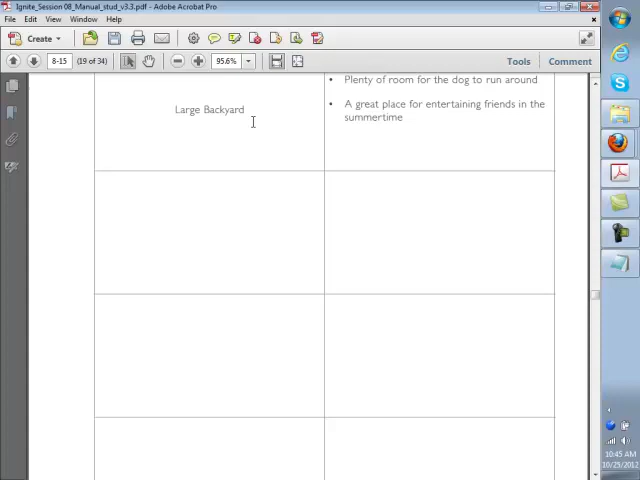 Ignite_Session 08_Manual_stud_v3.3.pdf - Adobe Acrobat Pro
File Edit View Window Help
Create
8-15 (19 of 34) 95.6% Tools Comment
• Plenty of room for the dog to run around
Large Backyard
• A great place for entertaining friends in the
summertime
10:45 AM
10/29/2012